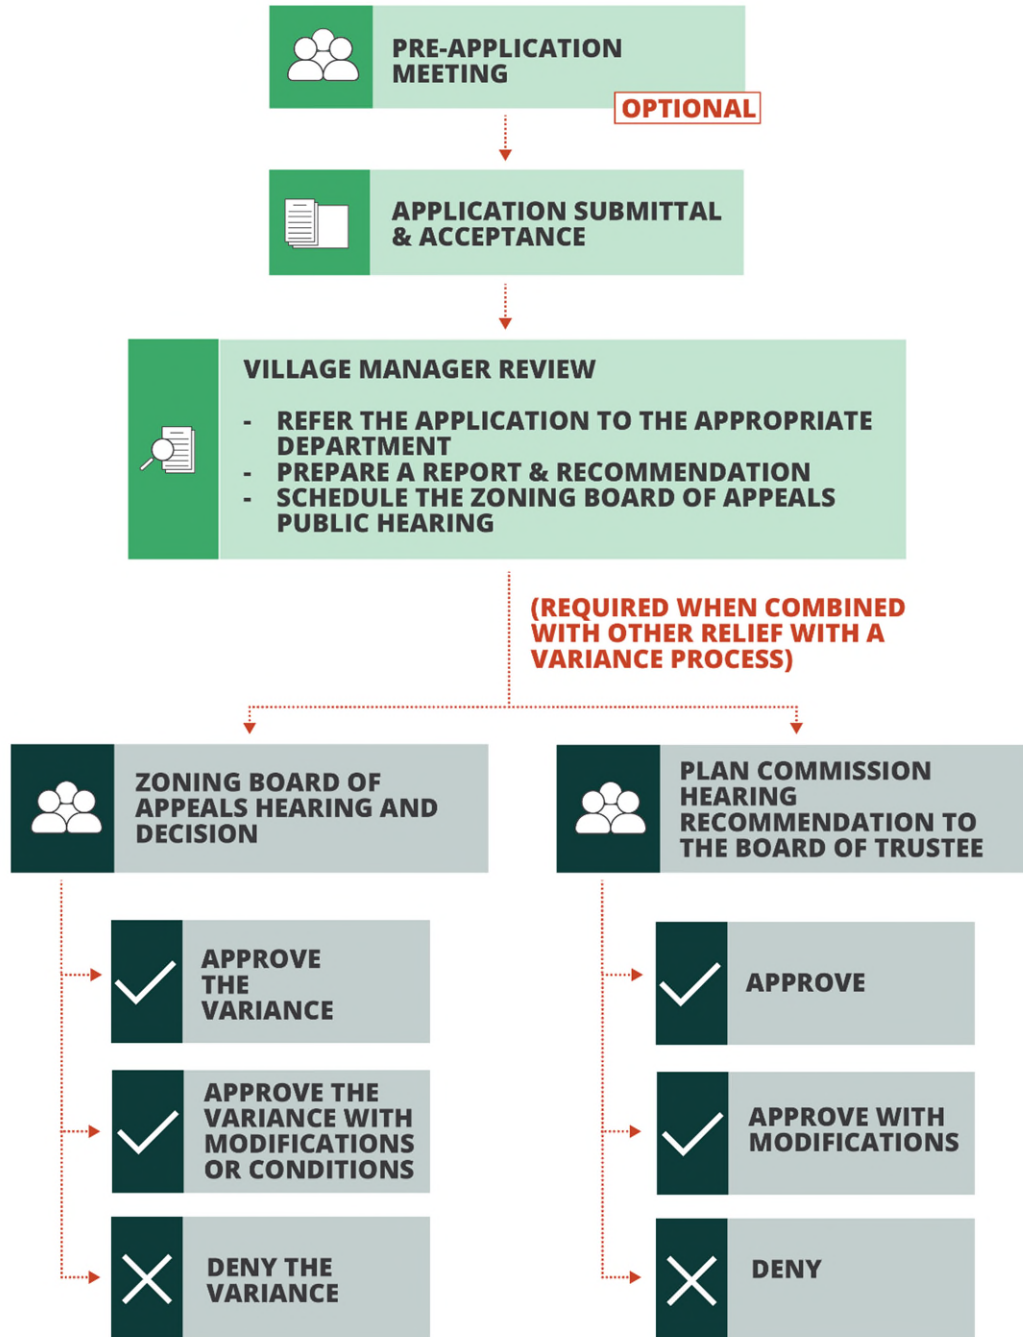 PRE-APPLICATION
MEETING
OPTIONAL
APPLICATION SUBMITTAL
& ACCEPTANCE
VILLAGE MANAGER REVIEW
- REFER THE APPLICATION TO THE APPROPRIATE
DEPARTMENT
- PREPARE A REPORT & RECOMMENDATION
- SCHEDULE THE ZONING BOARD OF APPEALS
PUBLIC HEARING
(REQUIRED WHEN COMBINED
WITH OTHER RELIEF WITH A
VARIANCE PROCESS)
ZONING BOARD OF
APPEALS HEARING AND
DECISION
APPROVE
THE
VARIANCE
APPROVE THE
VARIANCE WITH
MODIFICATIONS
OR CONDITIONS
DENY THE
VARIANCE
PLAN COMMISSION
HEARING
RECOMMENDATION TO
THE BOARD OF TRUSTEE
APPROVE
APPROVE WITH
MODIFICATIONS
DENY